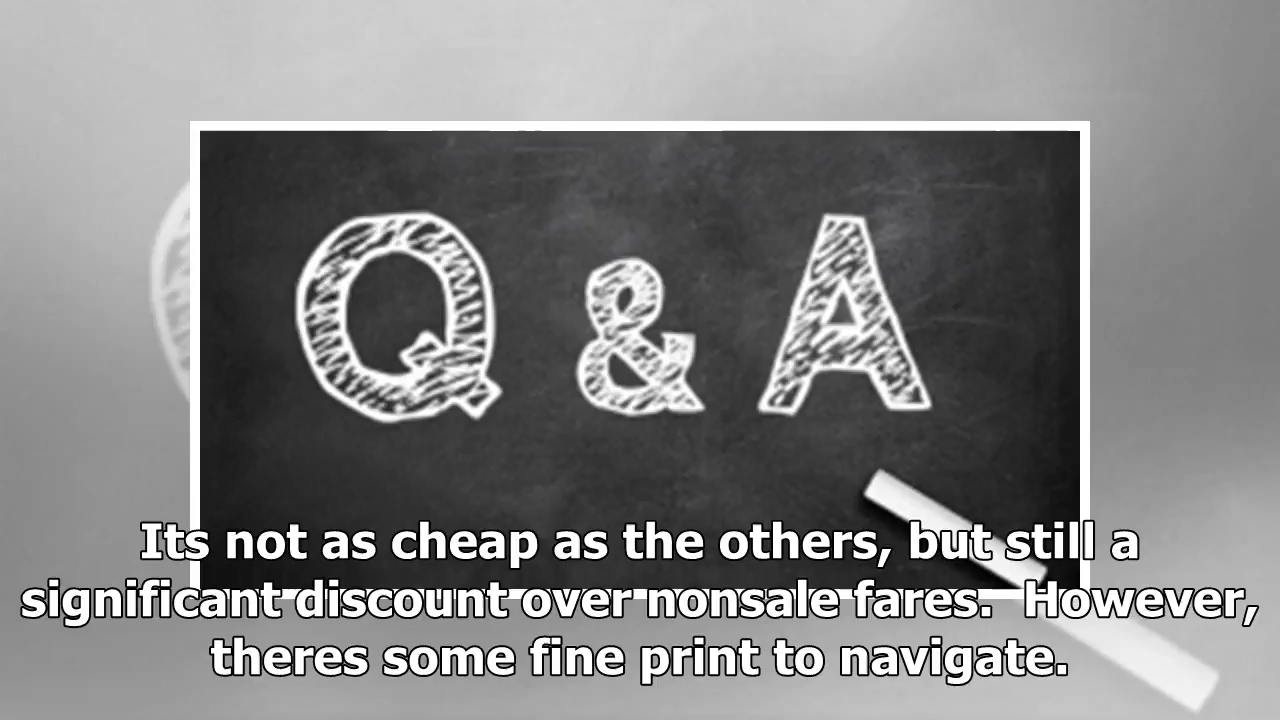 Q & A
Its not as cheap as the others, but still a
significant discount over nonsale fares.  However,
theres some fine print to navigate.